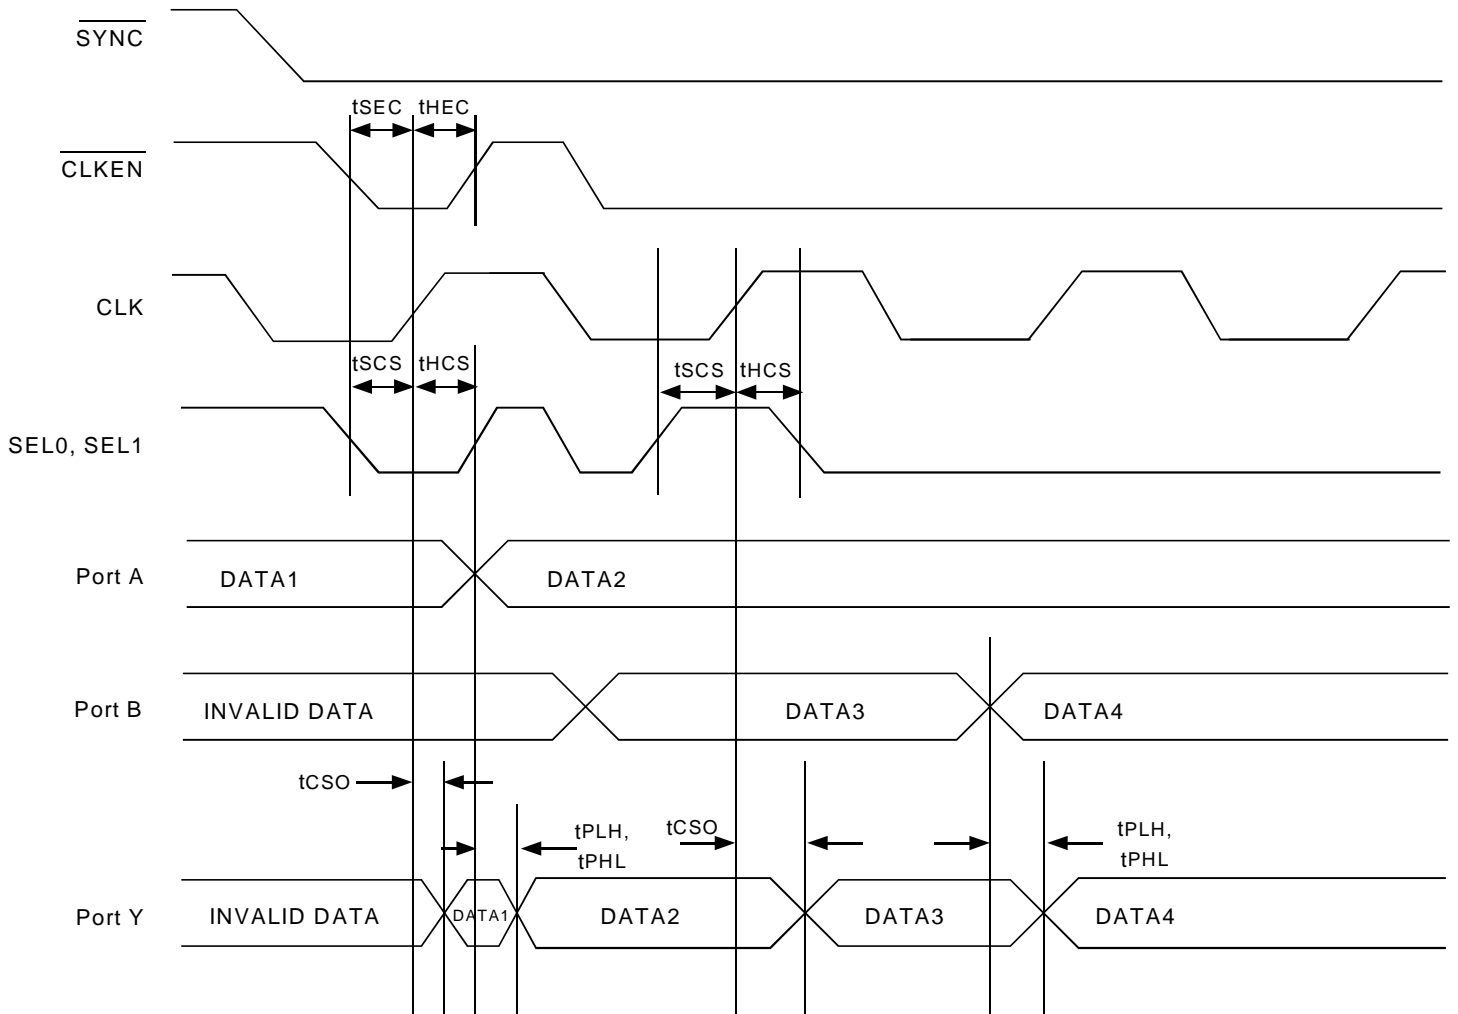 SYNC
tSEC tHEC
CLKEN
CLK
tSCS tHCS
tSCS tHCS
SEL0, SEL1
Port A DATA1 DATA2
Port B INVALID DATA DATA3 DATA4
tCSO
tCSO
tPLH,
tPHL
tPLH,
tPHL
Port Y INVALID DATA DATA1 DATA2 DATA3 DATA4